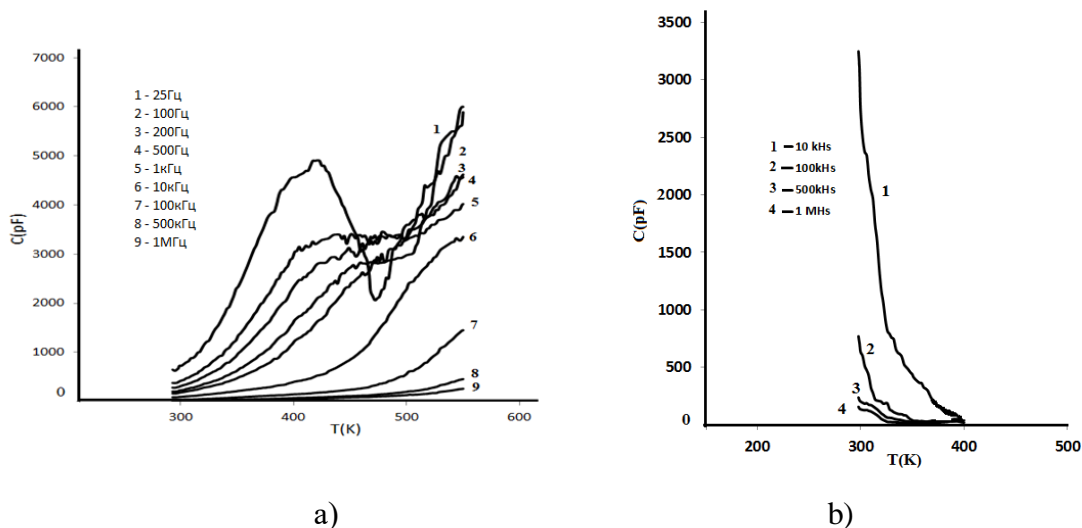 7000
6000
5000
4000
3000
2000
1000
0
C(pF)
1 - 25Гц
2 - 100Гц
3 - 200Гц
4 - 500Гц
5 - 1кГц
6 - 10кГц
7 - 100кГц
8 - 500кГц
9 - 1МГц
1
2
3
4
5
6
7
8
9
300 400 500 600
T(K)
a)
3500
3000
2500
2000
1500
1000
500
0
C(pF)
1 10 kHs
2 100kHs
3 500kHs
4 1 MHs
1
2
3
4
200 300 400 500
T(K)
b)